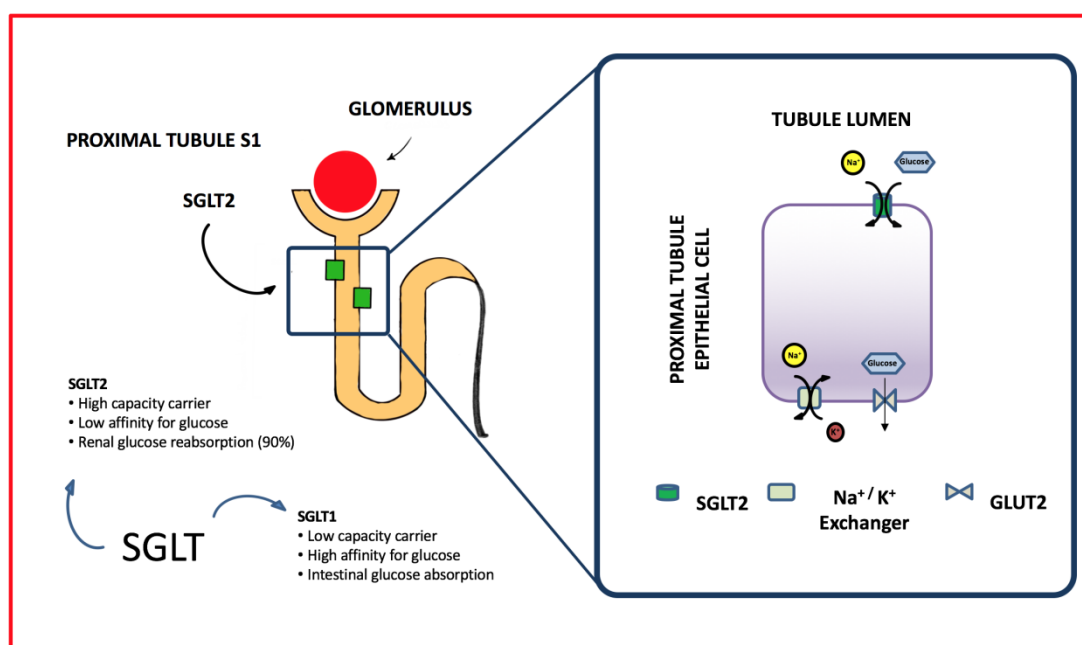 GLOMERULUS
PROXIMAL TUBULE S1
SGLT2
SGLT2
• High capacity carrier
• Low affinity for glucose
• Renal glucose reabsorption (90%)
SGLT
SGLT1
• Low capacity carrier
• High affinity for glucose
• Intestinal glucose absorption
TUBULE LUMEN
Na⁺
Glucose
PROXIMAL TUBULE
EPITHELIAL CELL
Na⁺
Glucose
K⁺
SGLT2
Na⁺/K⁺
Exchanger
GLUT2